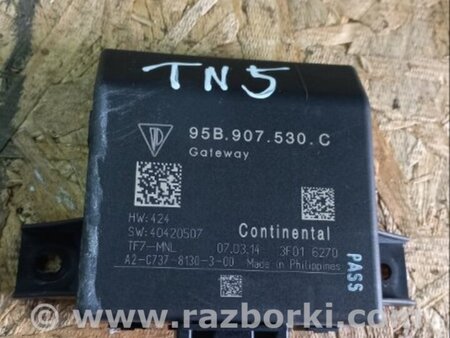 TN5
95B.907.530.C
Gateway
HW:424
SW:40420507
Continental
TF7-MNL 07.03.14 3F01 6270
A2-C737-8130-3-00 Made in Philippines
PASS
© www.razborki.com